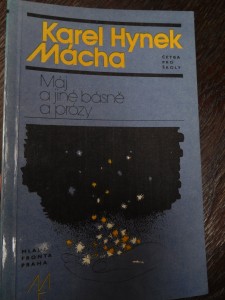 Karel Hynek
Mácha
ČETBA
PRO
ŠKOLY
Máj
a jiné básně
a prózy
MLADÁ
FRONTA
PRAHA